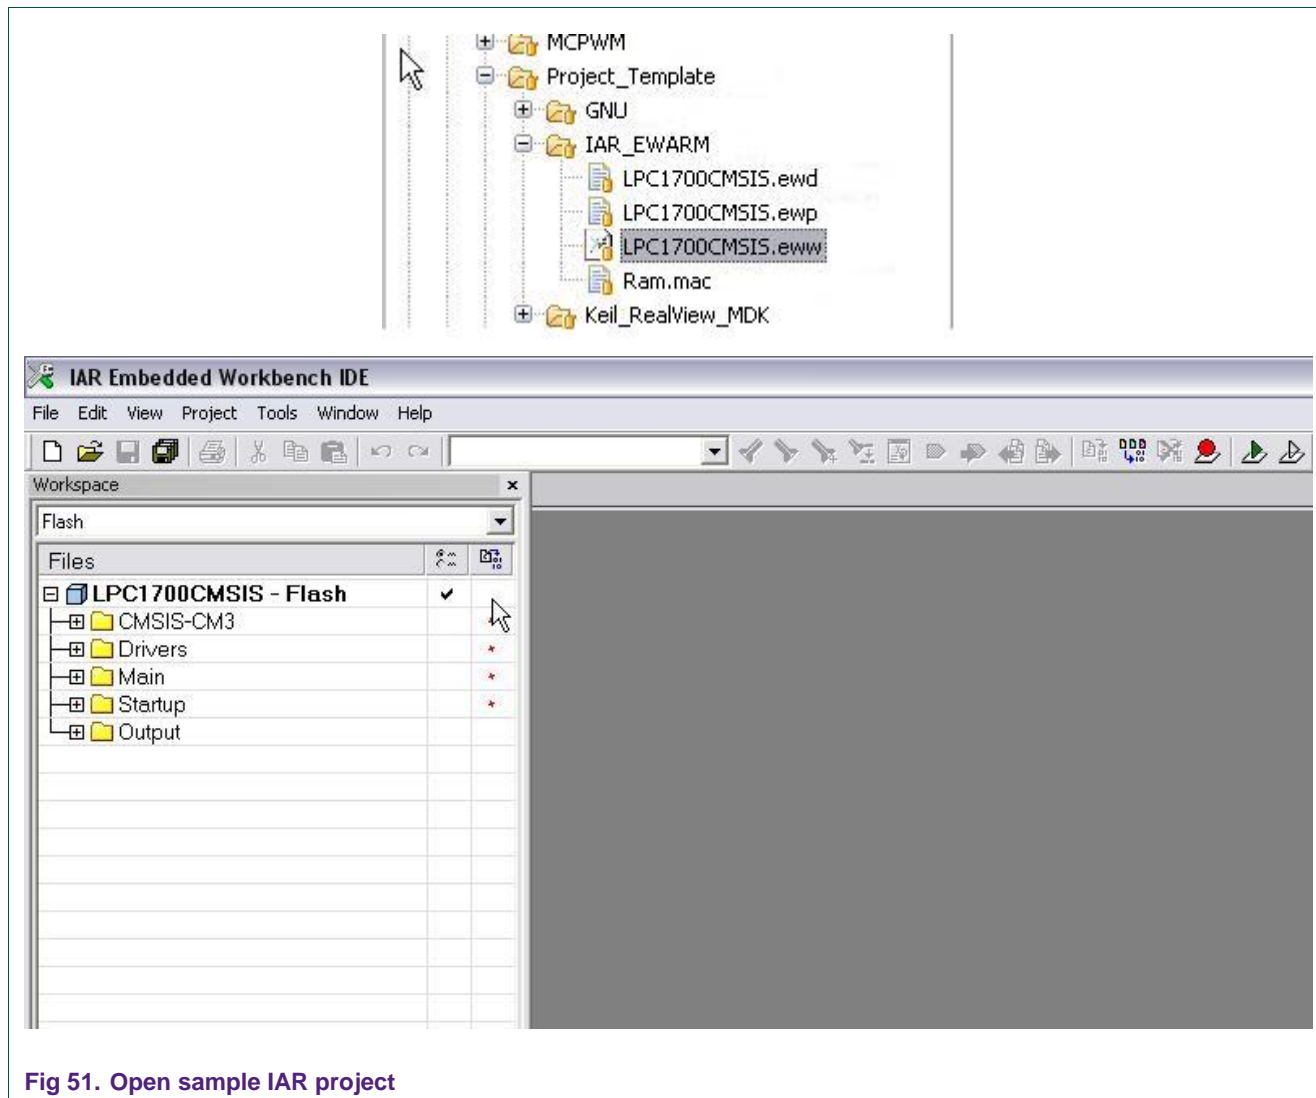 MCPWM
Project_Template
GNU
IAR_EWARM
LPC1700CMSIS.ewd
LPC1700CMSIS.ewp
LPC1700CMSIS.eww
Ram.mac
Keil_RealView_MDK
IAR Embedded Workbench IDE
File Edit View Project Tools Window Help
Workspace x
Flash
Files
LPC1700CMSIS - Flash
CMSIS-CM3
Drivers
Main
Startup
Output
Fig 51. Open sample IAR project